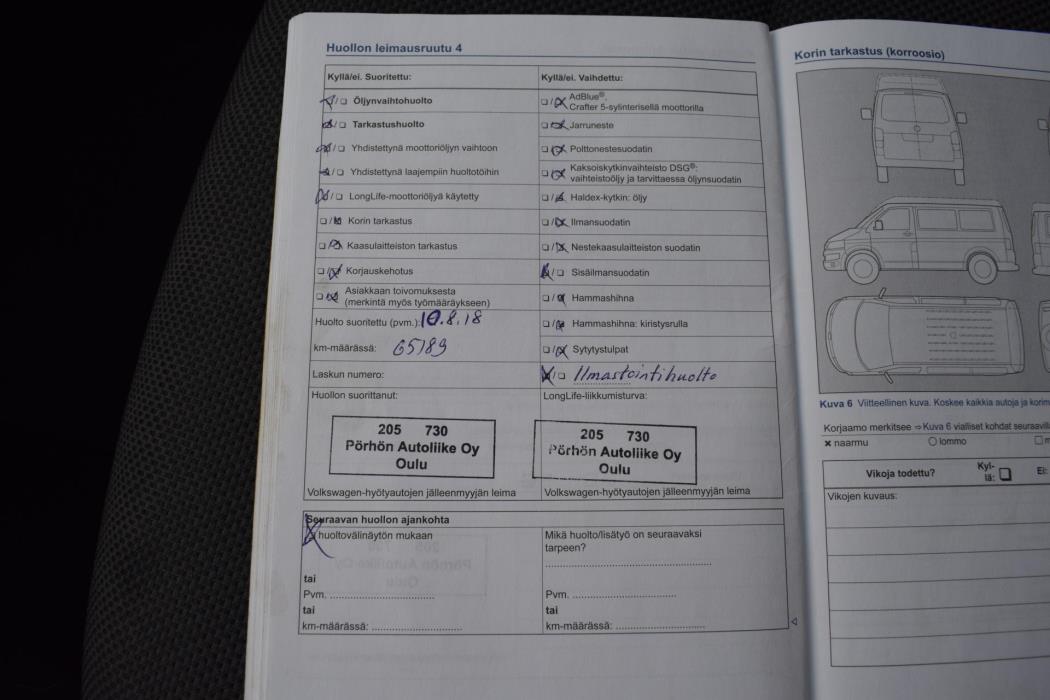 Huollon leimausruutu 4
Kyllä/ei. Suoritettu:
Öljynvaihtohuolto
Tarkastushuolto
Yhdistettynä moottoriöljyn vaihtoon
Yhdistettynä laajempiin huoltotöihin
LongLife-moottoriöljyä käytetty
Korin tarkastus
Kaasulaitteiston tarkastus
Korjauskehotus
Asiakkaan toivomuksesta
(merkintä myös työmääräykseen)
Huolto suoritettu (pvm.): 10.8.18
km-määrässä: 65189
Laskun numero:
Huollon suorittanut:
205 730
Pörhön Autoliike Oy
Oulu
Volkswagen-hyötyautojen jälleenmyyjän leima
Kyllä/ei. Vaihdettu:
AdBlue®,
Crafter 5-sylinterisellä moottorilla
Jarruneste
Polttonestesuodatin
Kaksoiskytkinvaihteisto DSG®:
vaihteistoöljy ja tarvittaessa öljynsuodatin
Haldex-kytkin: öljy
Ilmansuodatin
Nestekaasulaitteiston suodatin
Sisäilmansuodatin
Hammashihna
Hammashihna: kiristysrulla
Sytytystulpat
Ilmastointihuolto
LongLife-liikkumisturva:
205 730
Pörhön Autoliike Oy
Oulu
Volkswagen-hyötyautojen jälleenmyyjän leima
Seuraavan huollon ajankohta
huoltovälinäytön mukaan
tai
Pvm.
tai
km-määrässä:
Mikä huolto/lisätyö on seuraavaksi
tarpeen?
Pvm.
tai
km-määrässä:
Korin tarkastus (korroosio)
Kuva 6 Viitteellinen kuva. Koskee kaikkia autoja ja
Korjaamo merkitsee ⇨ Kuva 6 vialliset kohdat
× naarmu ○ lommo
Vikoja todettu? Kyl-
lä: Ei:
Vikojen kuvaus: